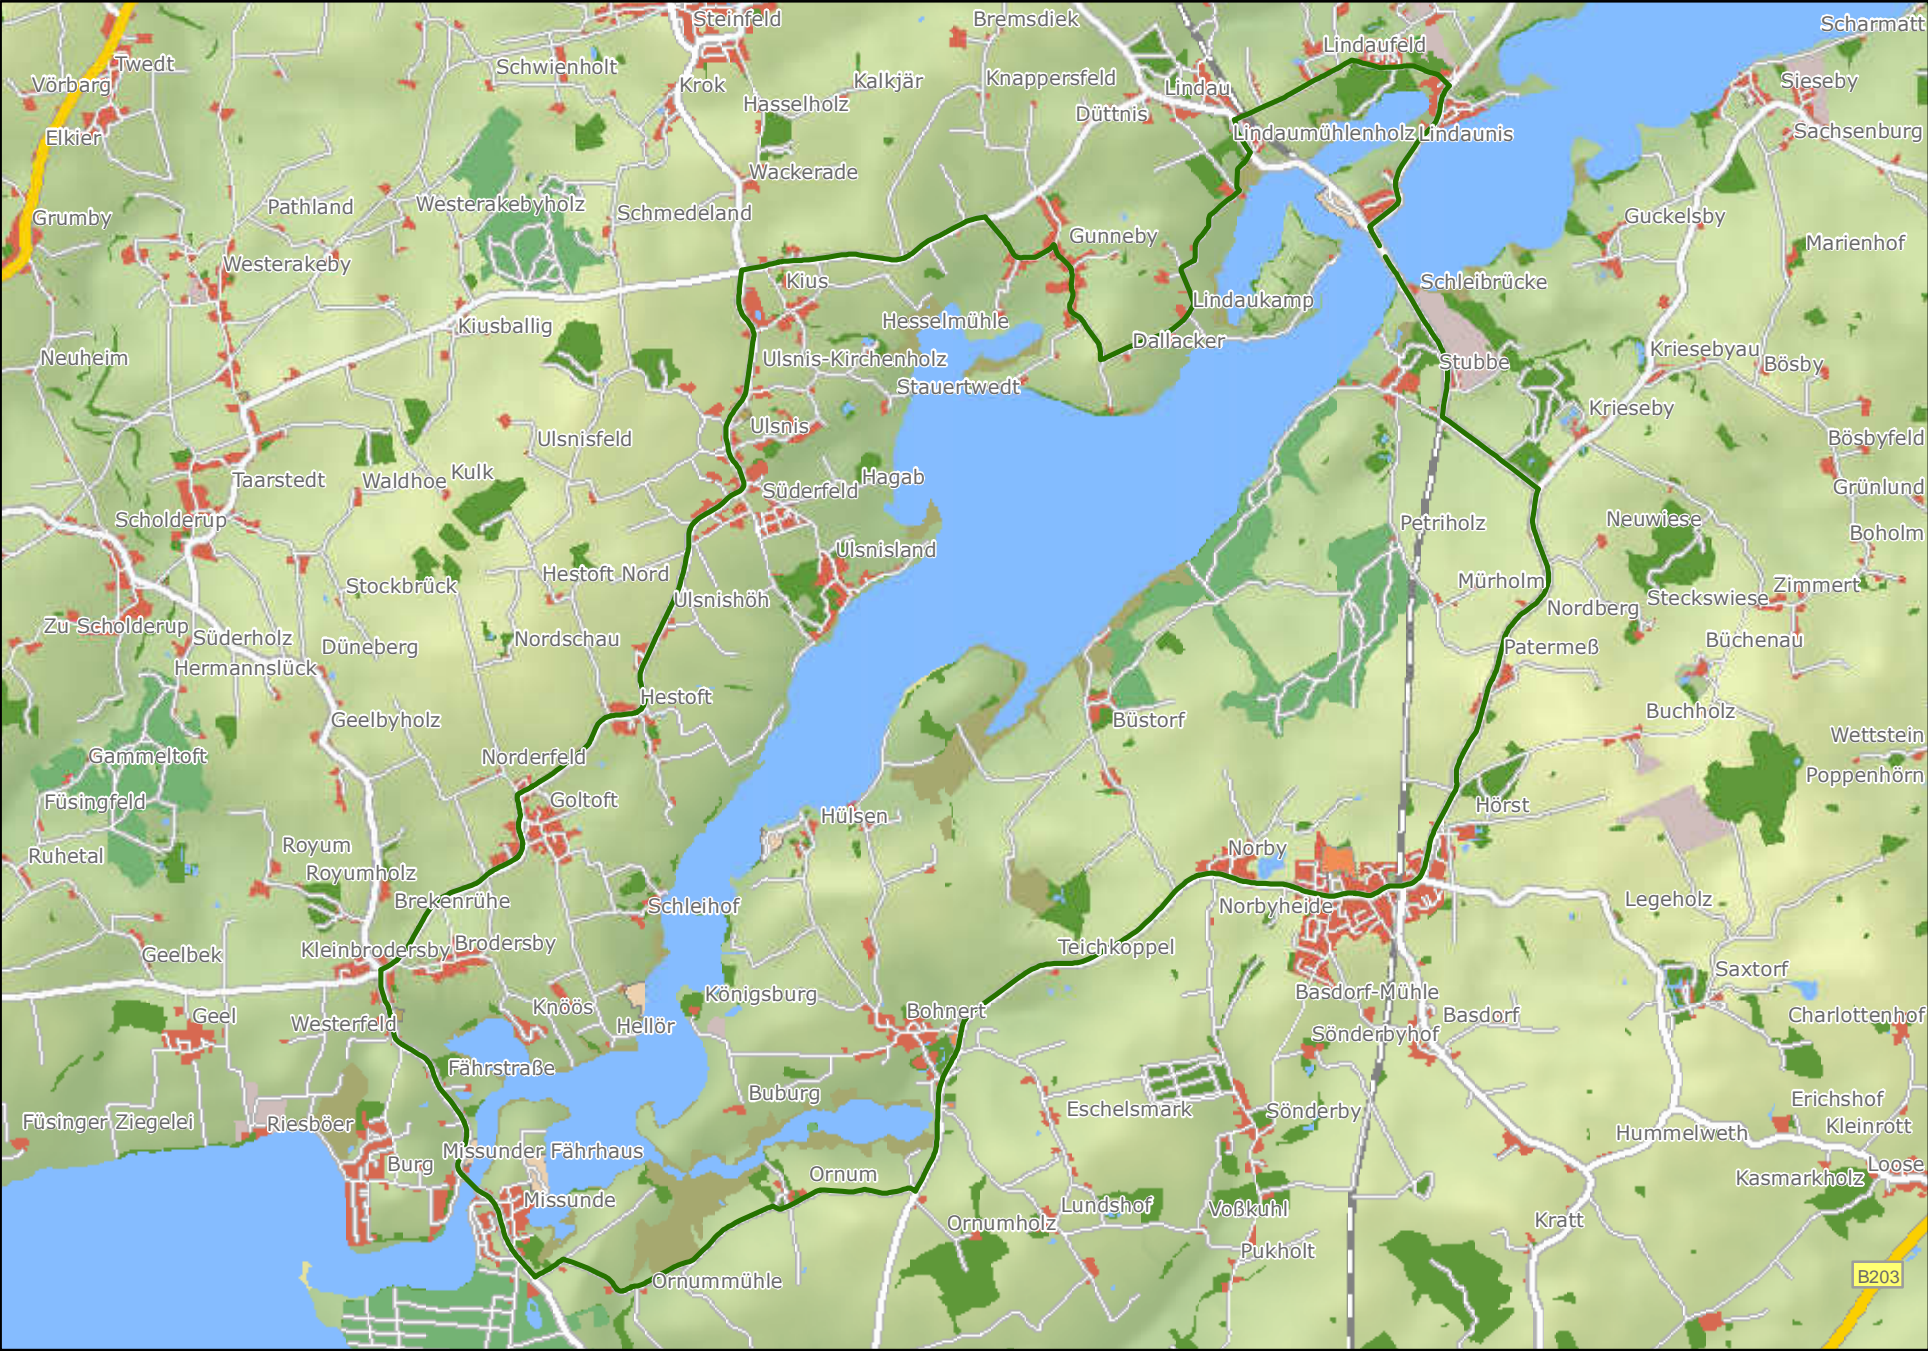 Steinfeld
Bremsdiek
Scharmatt
Lindaufeld
Twedt
Schwienholt
Vörbarg
Krok
Kalkjär
Knappersfeld
Lindau
Sieseby
Hasselholz
Düttnis
Elkier
Lindaumühlenholz
Lindaunis
Sachsenburg
Wackerade
Grumby
Pathland
Westerakebyholz
Schmedeland
Guckelsby
Gunneby
Marienhof
Westerakeby
Kius
Schleibrücke
Lindaukamp
Kiusballig
Hesselmühle
Dallacker
Neuheim
Ulsnis-Kirchenholz
Stubbe
Kriesebyau
Bösby
Stauertwedt
Krieseby
Ulsnisfeld
Ulsnis
Bösbyfeld
Taarstedt
Waldhoe
Kulk
Hagab
Süderfeld
Grünlund
Scholderup
Petriholz
Neuwiese
Boholm
Ulsnisland
Stockbrück
Hestoft Nord
Ulsnishöh
Mürholm
Zimmert
Nordberg
Steckswiese
Zu Scholderup
Süderholz
Düneberg
Nordschau
Patermeß
Büchenau
Hermannslück
Hestoft
Geelbyholz
Büstorf
Buchholz
Gammeltoft
Norderfeld
Wettstein
Poppenhörn
Füsingfeld
Goltoft
Hülsen
Hörst
Ruhetal
Royum
Norby
Royumholz
Brekenrühe
Schleihof
Norbyheide
Legeholz
Geelbek
Kleinbrodersby
Brodersby
Teichkoppel
Saxtorf
Königsburg
Basdorf-Mühle
Geel
Westerfeld
Knöös
Hellör
Bohnert
Sönderbyhof
Basdorf
Charlottenhof
Fährstraße
Buburg
Eschelsmark
Sönderby
Erichshof
Füsinger Ziegelei
Riesböer
Hummelweth
Kleinrott
Burg
Missunder Fährhaus
Ornum
Kasmarkholz
Loose
Missunde
Ornumholz
Lundshof
Voßkuhl
Kratt
Pukholt
Ornummühle
B203